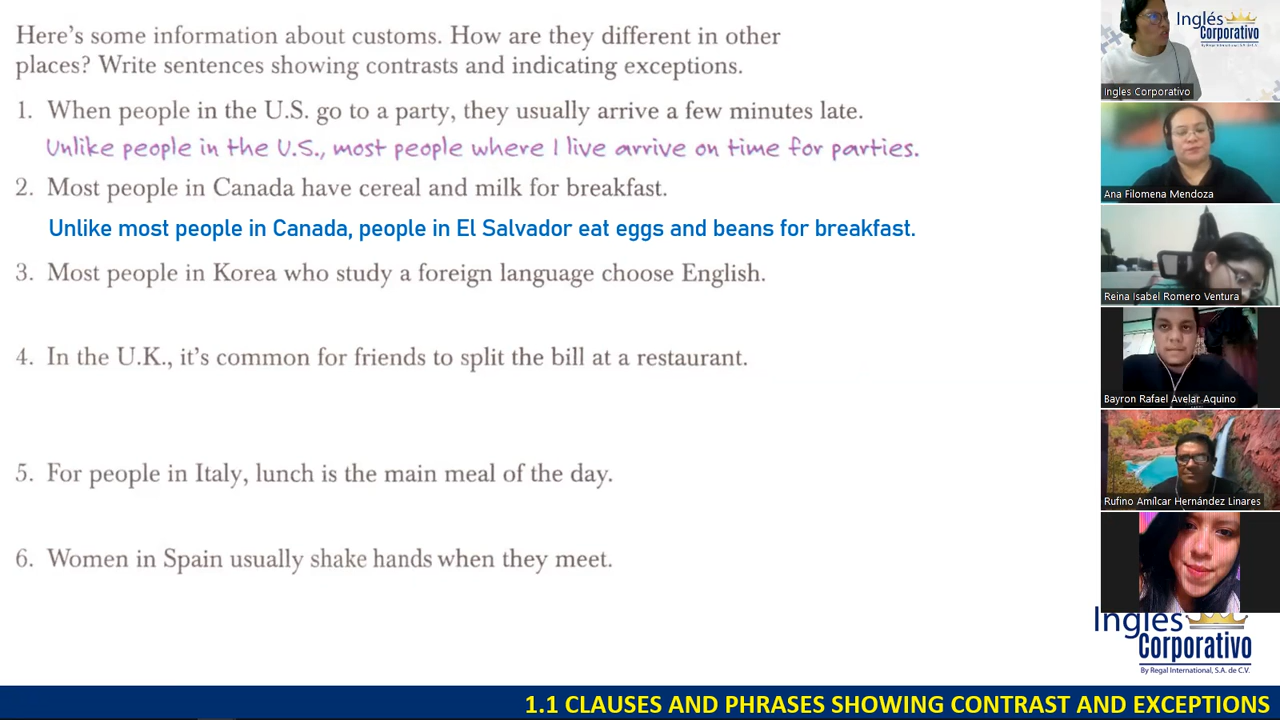 Here's some information about customs. How are they different in other
places? Write sentences showing contrasts and indicating exceptions.
1. When people in the U.S. go to a party, they usually arrive a few minutes late.
Unlike people in the U.S., most people where I live arrive on time for parties.
2. Most people in Canada have cereal and milk for breakfast.
Unlike most people in Canada, people in El Salvador eat eggs and beans for breakfast.
3. Most people in Korea who study a foreign language choose English.
4. In the U.K., it's common for friends to split the bill at a restaurant.
5. For people in Italy, lunch is the main meal of the day.
6. Women in Spain usually shake hands when they meet.
Inglés
Corporativo
By Regal International, S.A. de C.V.
Ingles Corporativo
Ana Filomena Mendoza
Reina Isabel Romero Ventura
Bayron Rafael Avelar Aquino
Rufino Amílcar Hernández Linares
Inglés
Corporativo
By Regal International, S.A. de C.V.
1.1 CLAUSES AND PHRASES SHOWING CONTRAST AND EXCEPTIONS